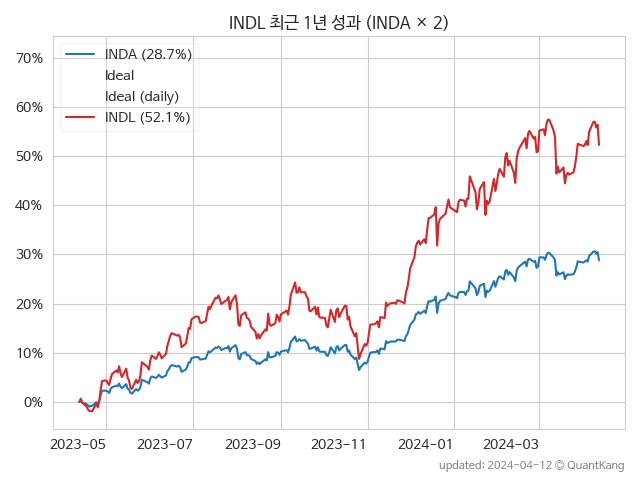 INDL 최근 1년 성과 (INDA × 2)
INDA (28.7%)
Ideal
Ideal (daily)
INDL (52.1%)
70%
60%
50%
40%
30%
20%
10%
0%
2023−05 2023−07 2023−09 2023−11 2024−01 2024−03
updated: 2024-04-12 © QuantKang